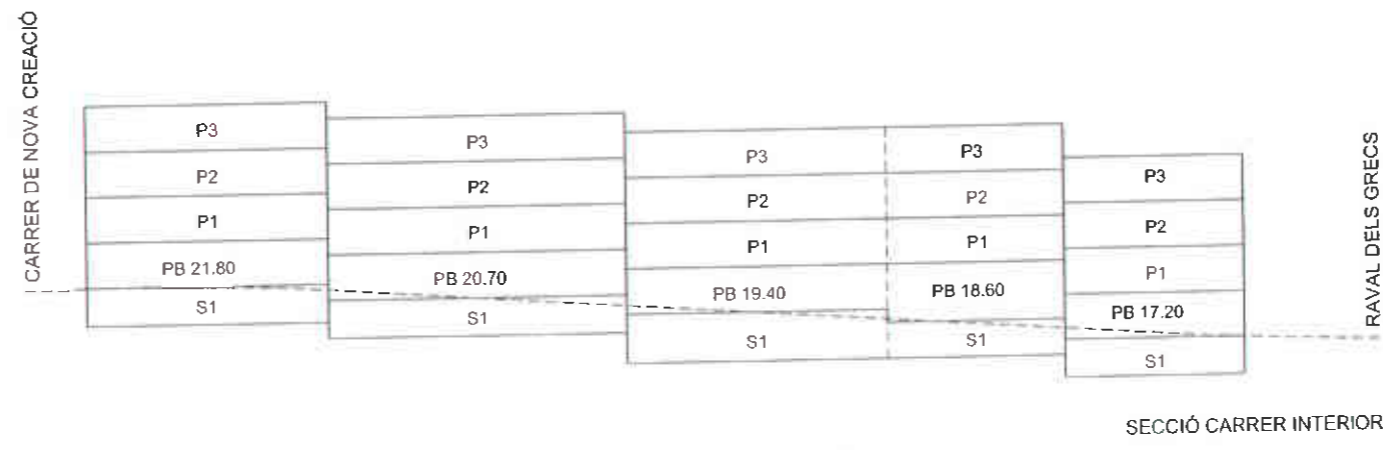 CARRER DE NOVA CREACIÓ
P3
P2
P1
PB 21.80
S1
P3
P2
P1
PB 20.70
S1
P3
P2
P1
PB 19.40
S1
P3
P2
P1
PB 18.60
S1
P3
P2
P1
PB 17.20
S1
RAVAL DELS GRECS
SECCIÓ CARRER INTERIOR